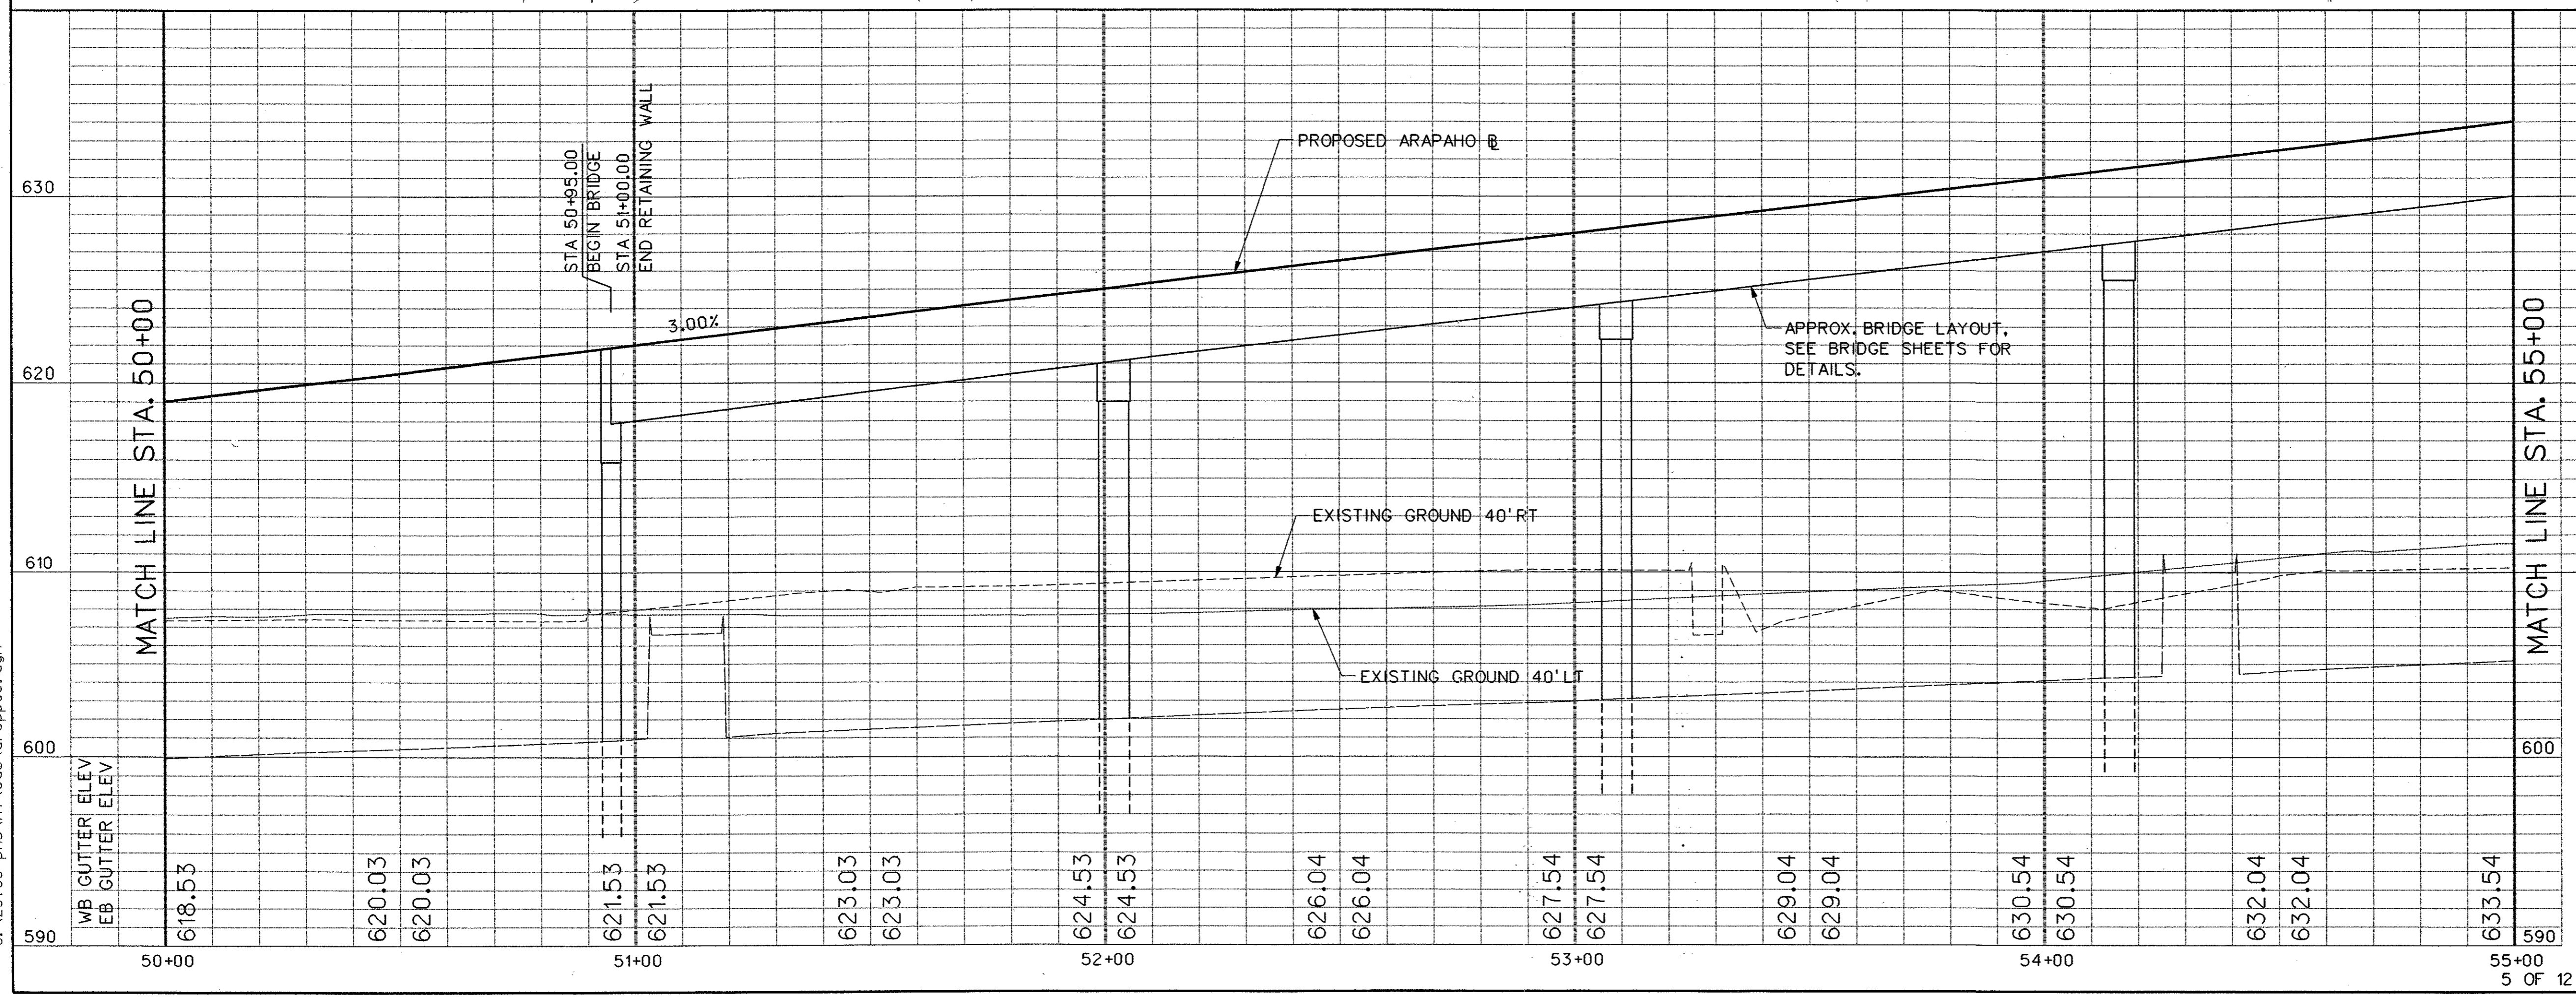 STA 50+95.00
BEGIN BRIDGE
STA 51+00.00
END RETAINING WALL
PROPOSED ARAPAHO ℄
3.00%
APPROX. BRIDGE LAYOUT,
SEE BRIDGE SHEETS FOR
DETAILS.
EXISTING GROUND 40'RT
EXISTING GROUND 40'LT
MATCH LINE STA. 50+00
MATCH LINE STA. 55+00
630
620
610
600
590
600
590
WB GUTTER ELEV
EB GUTTER ELEV
618.53
620.03
620.03
621.53
621.53
623.03
623.03
624.53
624.53
626.04
626.04
627.54
627.54
629.04
629.04
630.54
630.54
632.04
632.04
633.54
50+00
51+00
52+00
53+00
54+00
55+00
5 OF 12